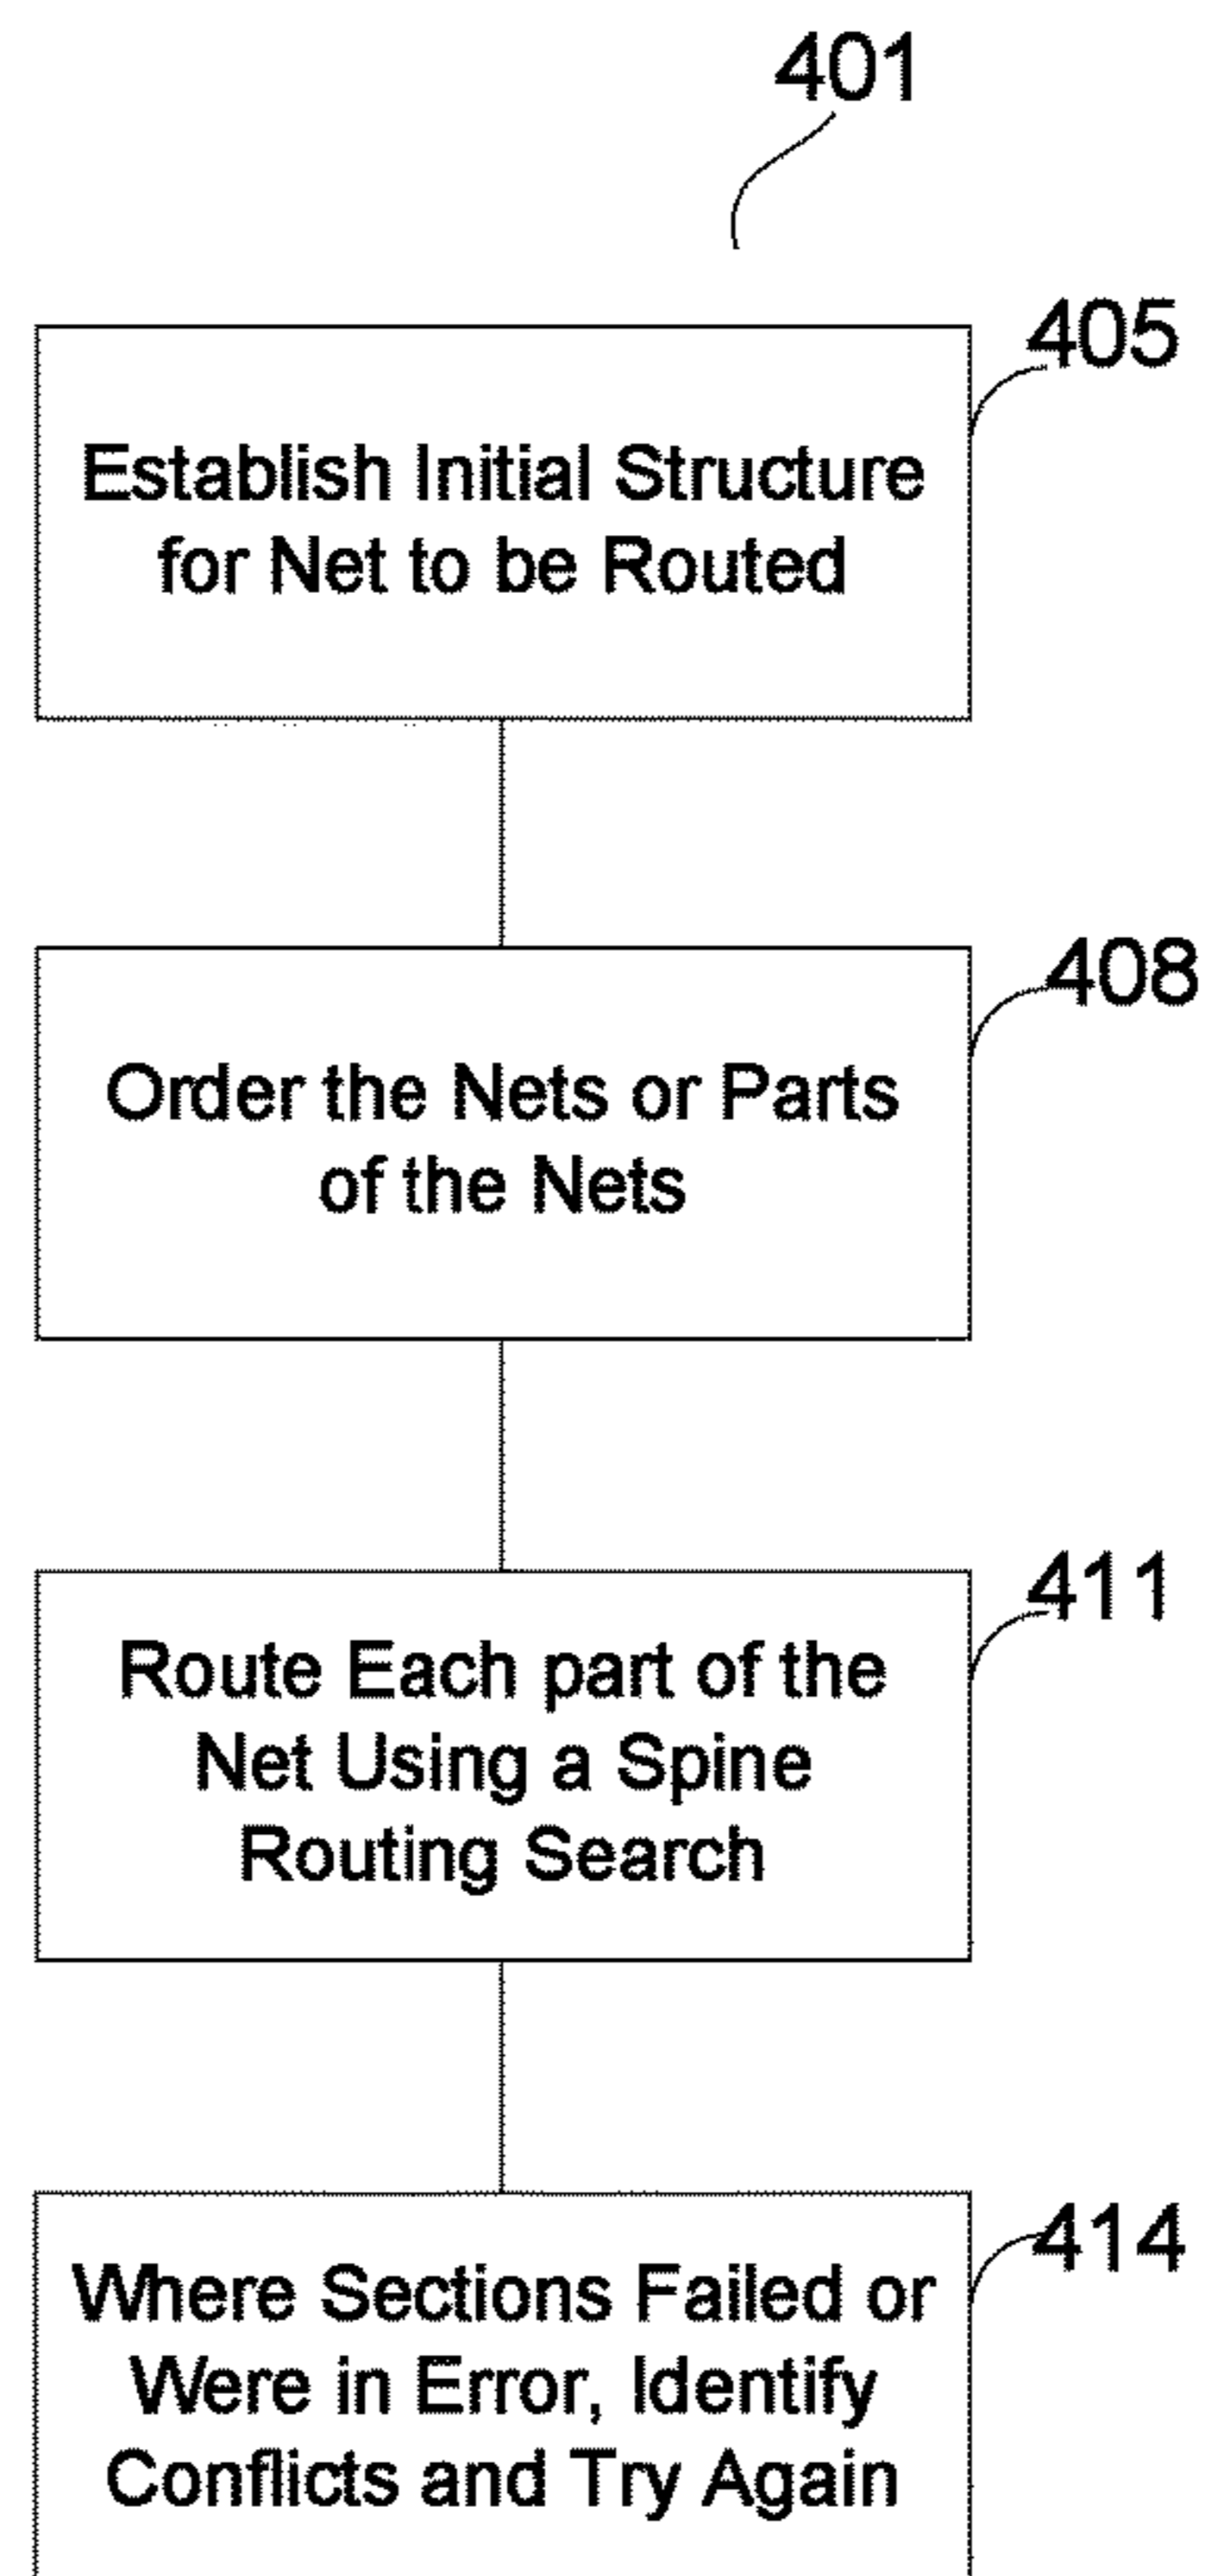 401
405
Establish Initial Structure
for Net to be Routed
408
Order the Nets or Parts
of the Nets
411
Route Each part of the
Net Using a Spine
Routing Search
414
Where Sections Failed or
Were in Error, Identify
Conflicts and Try Again